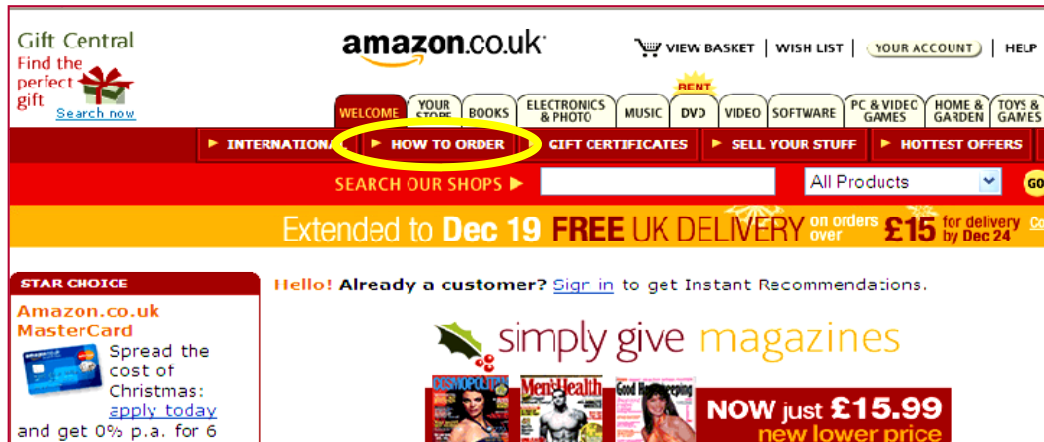 Gift Central
Find the
perfect
gift
Search now
amazon.co.uk
VIEW BASKET | WISH LIST | YOUR ACCOUNT | HELP
RENT
WELCOME
YOUR
STORE
BOOKS
ELECTRONICS
& PHOTO
MUSIC
DVD
VIDEO
SOFTWARE
PC & VIDEO
GAMES
HOME &
GARDEN
TOYS &
GAMES
INTERNATIONAL
HOW TO ORDER
GIFT CERTIFICATES
SELL YOUR STUFF
HOTTEST OFFERS
SEARCH OUR SHOPS
All Products
GO
Extended to Dec 19 FREE UK DELIVERY on orders over £15 for delivery by Dec 24
STAR CHOICE
Hello! Already a customer? Sign in to get Instant Recommendations.
Amazon.co.uk
MasterCard
Spread the
cost of
Christmas:
apply today
and get 0% p.a. for 6
simply give magazines
COSMOPOLITAN
Men'sHealth
Good Housekeeping
NOW just £15.99
new lower price